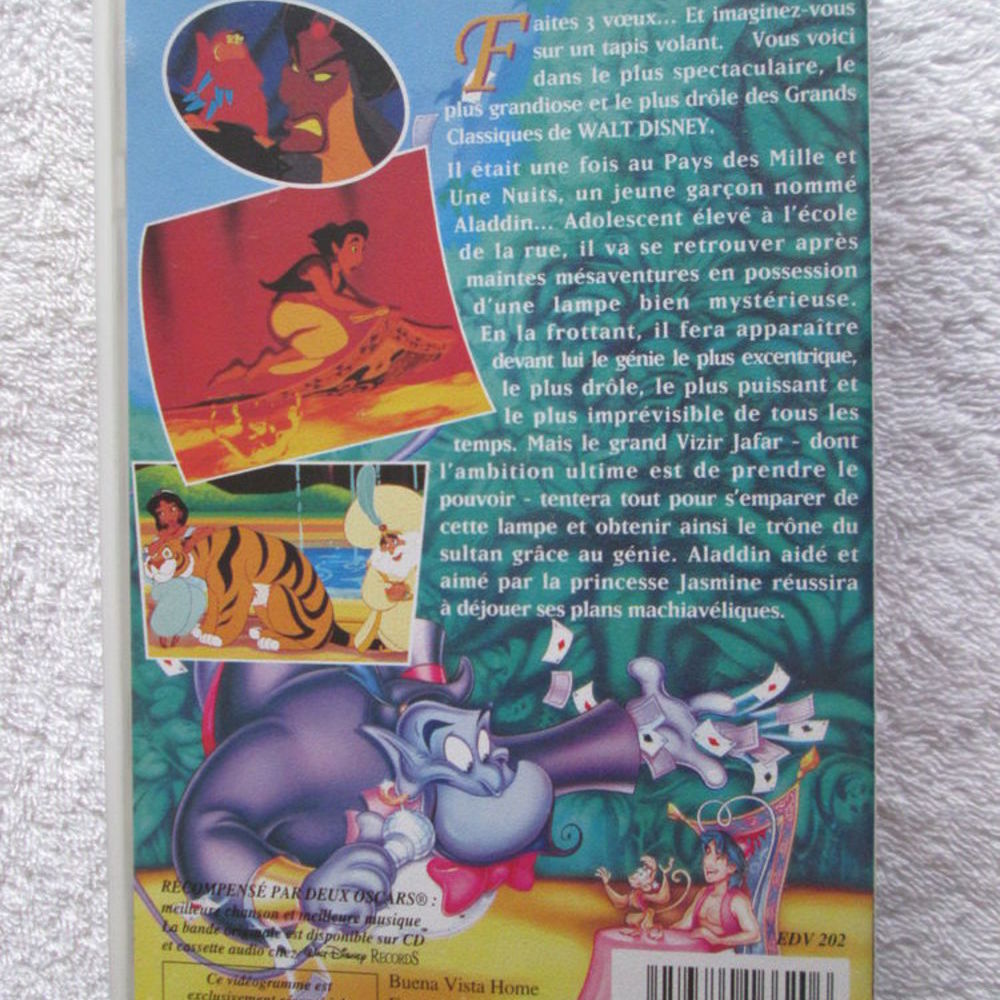 Faites 3 vœux... Et imaginez-vous
sur un tapis volant. Vous voici
dans le plus spectaculaire, le
plus grandiose et le plus drôle des Grands
Classiques de WALT DISNEY.
Il était une fois au Pays des Mille et
Une Nuits, un jeune garçon nommé
Aladdin... Adolescent élevé à l'école
de la rue, il va se retrouver après
maintes mésaventures en possession
d'une lampe bien mystérieuse.
En la frottant, il fera apparaître
devant lui le génie le plus excentrique,
le plus drôle, le plus puissant et
le plus imprévisible de tous les
temps. Mais le grand Vizir Jafar - dont
l'ambition ultime est de prendre le
pouvoir - tentera tout pour s'emparer de
cette lampe et obtenir ainsi le trône du
sultan grâce au génie. Aladdin aidé et
aimé par la princesse Jasmine réussira
à déjouer ses plans machiavéliques.
RÉCOMPENSÉ PAR DEUX OSCARS® :
meilleure chanson et meilleure musique
La bande originale est disponible sur CD
et cassette audio chez Walt Disney RECORDS
EDV 202
Ce vidéogramme est
exclusivement
Buena Vista Home